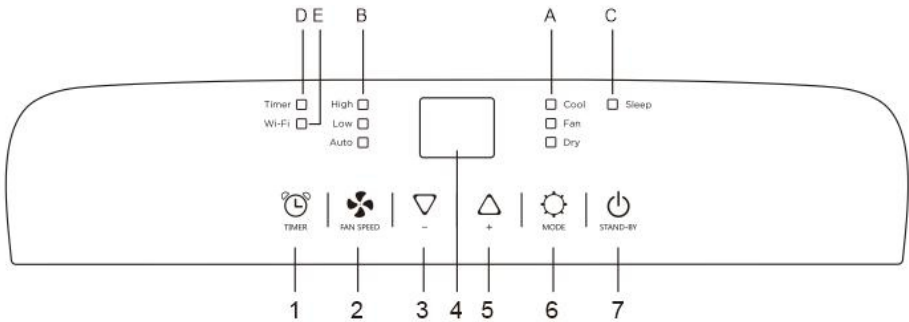 D E B A C
Timer High Cool Sleep
Wi-Fi Low Fan
Auto Dry
TIMER FAN SPEED - + MODE STAND-BY
1 2 3 4 5 6 7